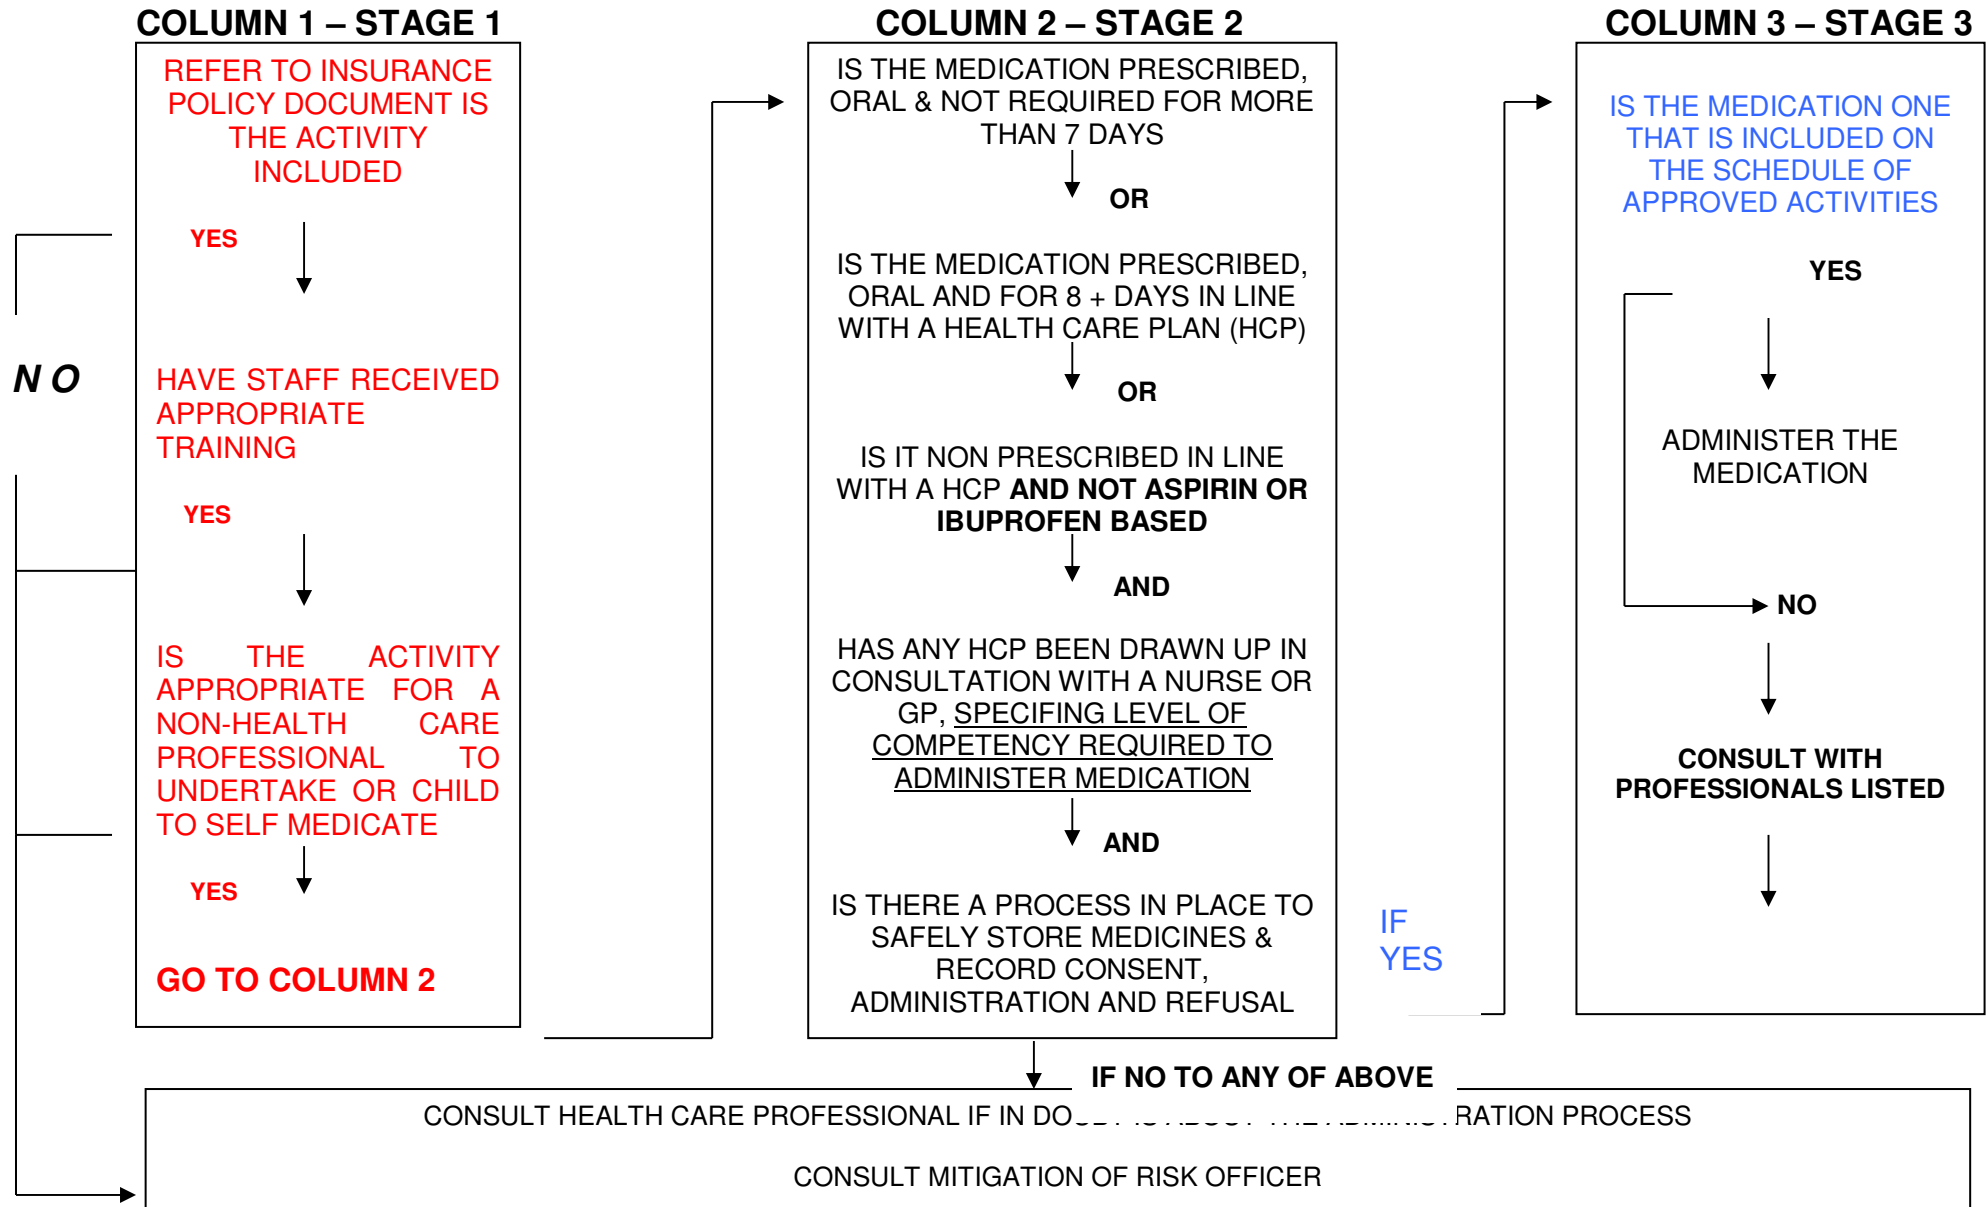 COLUMN 1 – STAGE 1
REFER TO INSURANCE
POLICY DOCUMENT IS
THE ACTIVITY
INCLUDED
YES
HAVE STAFF RECEIVED
APPROPRIATE
TRAINING
YES
IS THE ACTIVITY
APPROPRIATE FOR A
NON-HEALTH CARE
PROFESSIONAL TO
UNDERTAKE OR CHILD
TO SELF MEDICATE
YES
GO TO COLUMN 2
N O
COLUMN 2 – STAGE 2
IS THE MEDICATION PRESCRIBED,
ORAL & NOT REQUIRED FOR MORE
THAN 7 DAYS
OR
IS THE MEDICATION PRESCRIBED,
ORAL AND FOR 8 + DAYS IN LINE
WITH A HEALTH CARE PLAN (HCP)
OR
IS IT NON PRESCRIBED IN LINE
WITH A HCP AND NOT ASPIRIN OR
IBUPROFEN BASED
AND
HAS ANY HCP BEEN DRAWN UP IN
CONSULTATION WITH A NURSE OR
GP, SPECIFING LEVEL OF
COMPETENCY REQUIRED TO
ADMINISTER MEDICATION
AND
IS THERE A PROCESS IN PLACE TO
SAFELY STORE MEDICINES &
RECORD CONSENT,
ADMINISTRATION AND REFUSAL
IF
YES
COLUMN 3 – STAGE 3
IS THE MEDICATION ONE
THAT IS INCLUDED ON
THE SCHEDULE OF
APPROVED ACTIVITIES
YES
ADMINISTER THE
MEDICATION
NO
CONSULT WITH
PROFESSIONALS LISTED
IF NO TO ANY OF ABOVE
CONSULT HEALTH CARE PROFESSIONAL IF IN
CONSULT MITIGATION OF RISK OFFICER